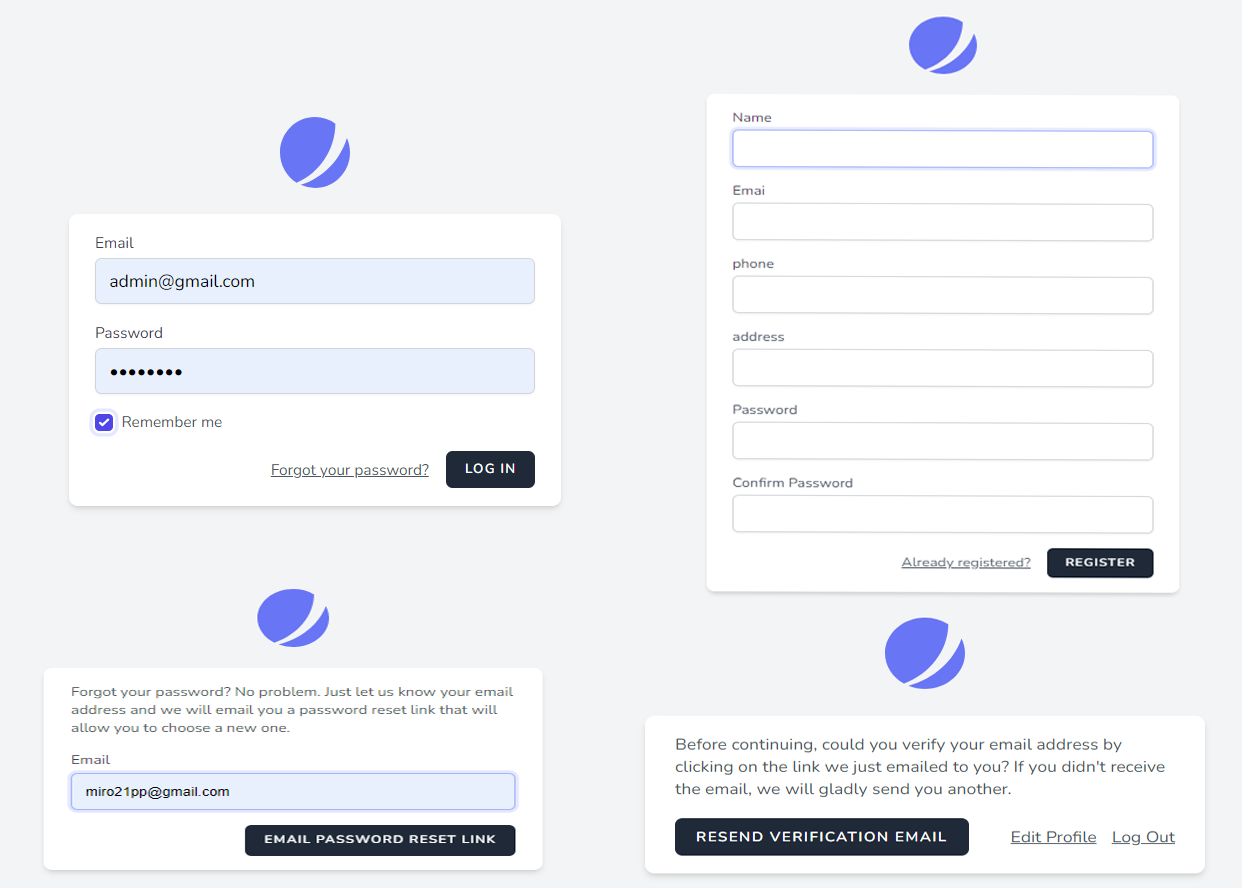 Email
admin@gmail.com
Password
••••••••
Remember me
Forgot your password? LOG IN
Name
Emai
phone
address
Password
Confirm Password
Already registered? REGISTER
Forgot your password? No problem. Just let us know your email
address and we will email you a password reset link that will
allow you to choose a new one.
Email
miro21pp@gmail.com
EMAIL PASSWORD RESET LINK
Before continuing, could you verify your email address by
clicking on the link we just emailed to you? If you didn't receive
the email, we will gladly send you another.
RESEND VERIFICATION EMAIL Edit Profile Log Out